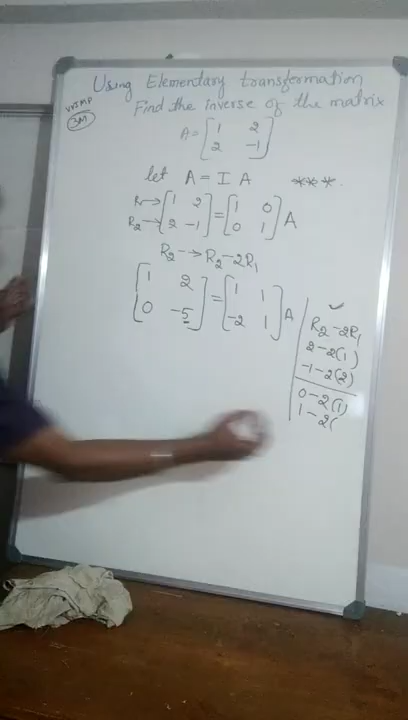 Using Elementary transformation
VVIMP Find the inverse of the matrix
3M
A = [1 2
2 -1]
let A = I A ***.
R₁→ [1 2 = [1 0
R₂→ 2 -1] 0 1] A
R₂ → R₂-2R₁
[1 2 = [1 1
0 -5] -2 1] A
✓
R₂-2R₁
2-2(1)
-1-2(2)
0-2(1)
1-2(